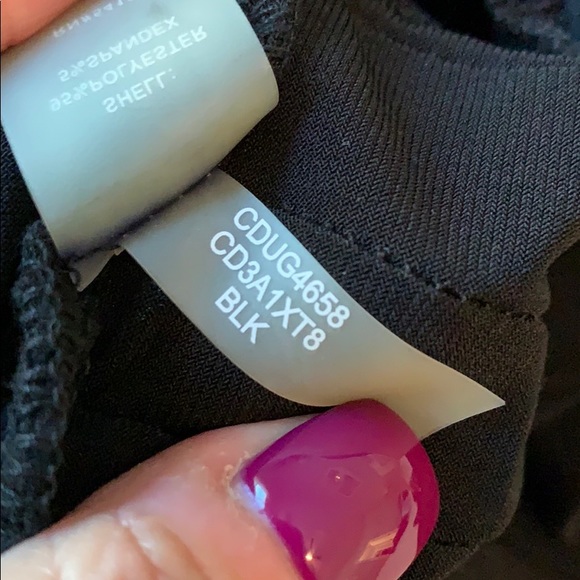 SHELL:
95%POLYESTER
5%SPANDEX
CDUG4658
CD3A1XT8
BLK